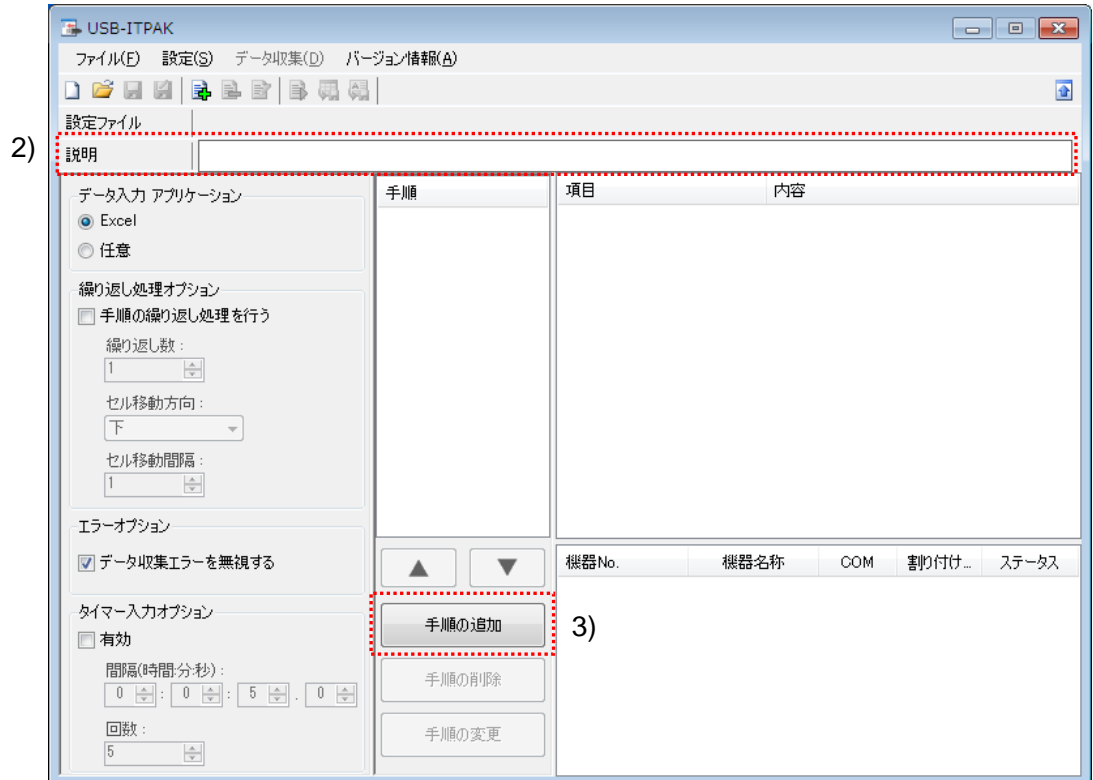 USB-ITPAK
ファイル(F) 設定(S) データ収集(D) バージョン情報(A)
設定ファイル
2)
説明
データ入力 アプリケーション
Excel
任意
繰り返し処理オプション
手順の繰り返し処理を行う
繰り返し数 :
1
セル移動方向 :
下
セル移動間隔 :
1
エラーオプション
データ収集エラーを無視する
タイマー入力オプション
有効
間隔(時間:分:秒) :
0 : 0 : 5 . 0
回数 :
5
手順
▲ ▼
手順の追加
3)
手順の削除
手順の変更
項目 内容
機器No. 機器名称 COM 割り付け... ステータス